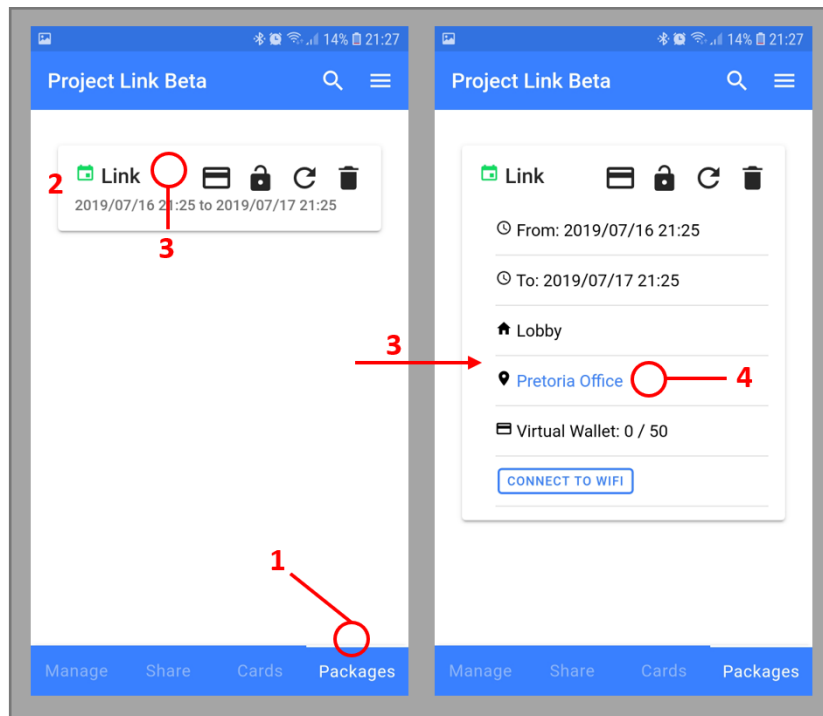 14% 21:27
Project Link Beta
2 Link
3
2019/07/16 21:25 to 2019/07/17 21:25
3
1
Manage Share Cards Packages
14% 21:27
Project Link Beta
Link
From: 2019/07/16 21:25
To: 2019/07/17 21:25
Lobby
3
Pretoria Office 4
Virtual Wallet: 0 / 50
CONNECT TO WIFI
Manage Share Cards Packages